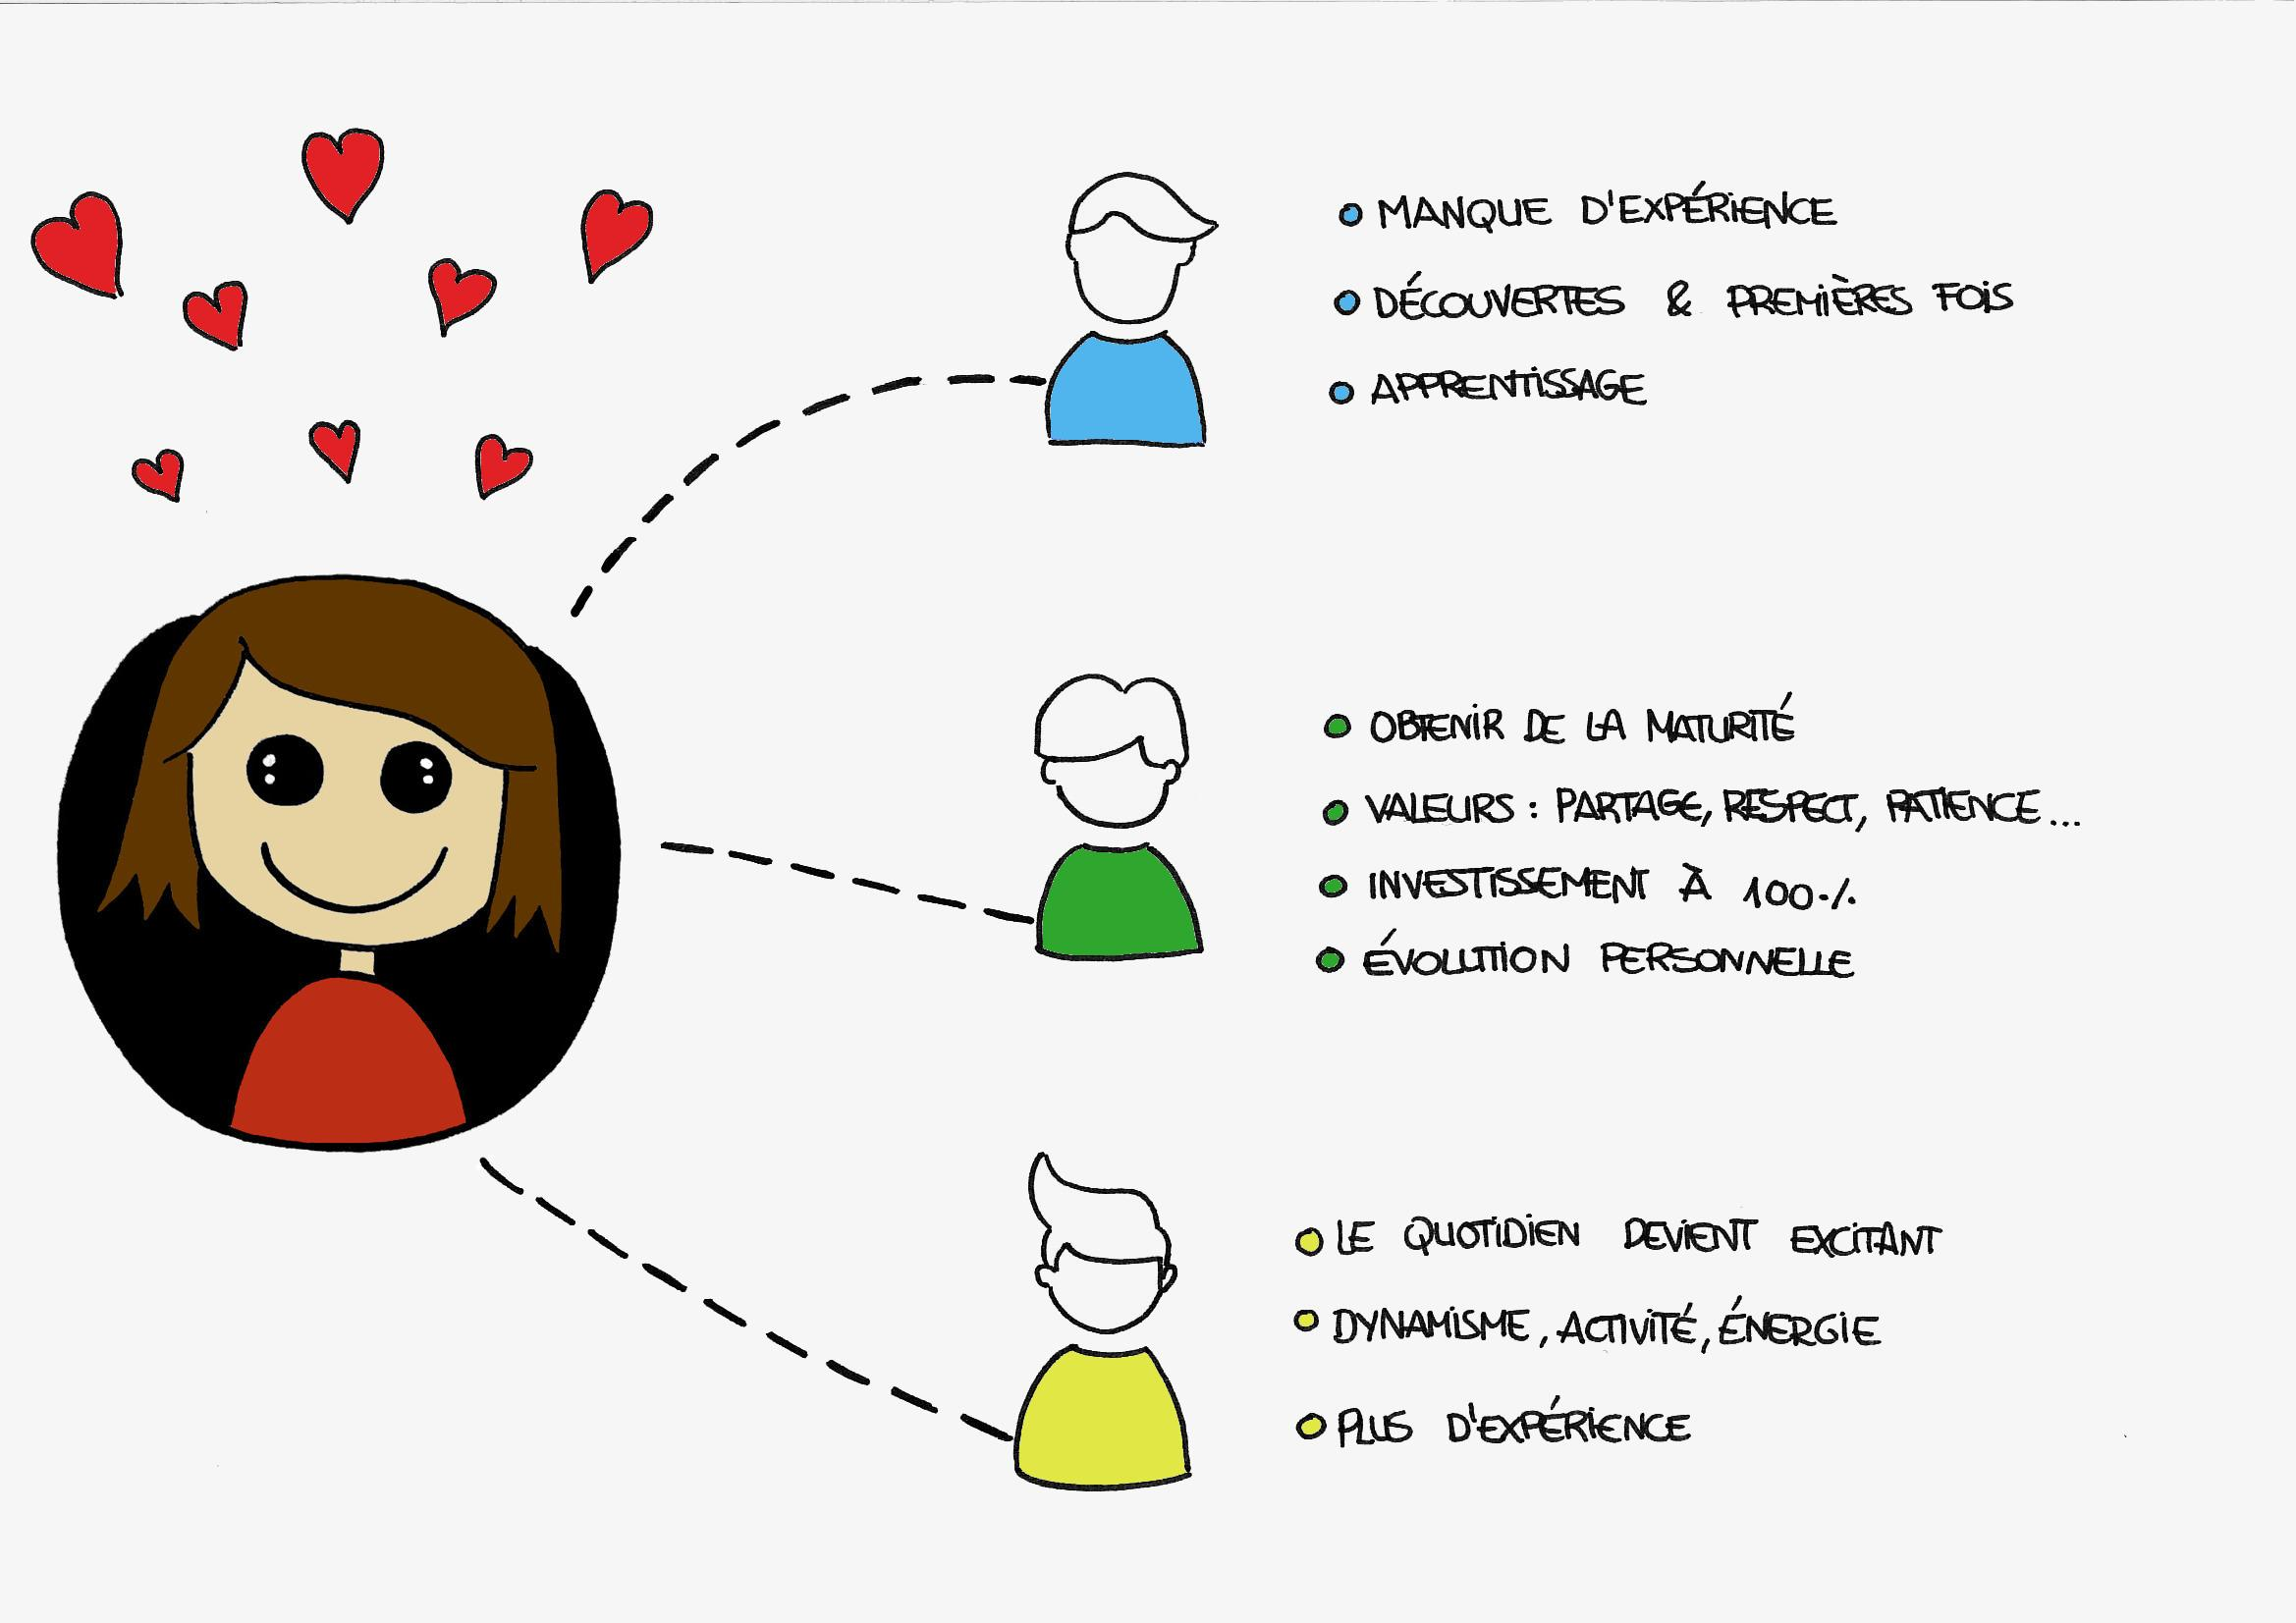 MANQUE D'EXPÉRIENCE
DÉCOUVERTES & PREMIÈRES FOIS
APPRENTISSAGE
OBTENIR DE LA MATURITÉ
VALEURS : PARTAGE, RESPECT, PATIENCE...
INVESTISSEMENT À 100%
ÉVOLUTION PERSONNELLE
LE QUOTIDIEN DEVIENT EXCITANT
DYNAMISME, ACTIVITÉ, ÉNERGIE
PLUS D'EXPÉRIENCE